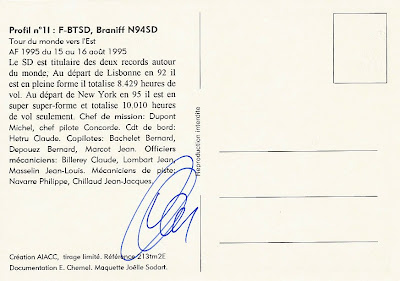 Profil n°11 : F-BTSD, Braniff N94SD
Tour du monde vers l'Est
AF 1995 du 15 au 16 août 1995
Le SD est titulaire des deux records autour
du monde; Au départ de Lisbonne en 92 il
est en pleine forme il totalise 8.429 heures de
vol. Au départ de New York en 95 il est en
super super-forme et totalise 10.010 heures
de vol seulement. Chef de mission: Dupont
Michel, chef pilote Concorde. Cdt de bord:
Hetru Claude. Copilotes: Bachelet Bernard,
Depouez Bernard, Marcot Jean. Officiers
mécaniciens: Billerey Claude, Lombart Jean,
Masselin Jean-Louis. Mécaniciens de piste:
Navarre Philippe, Chillaud Jean-Jacques.
Création AIACC, tirage limité. Référence 213tm2E
Documentation E. Chemel. Maquette Joëlle Sodort.
Reproduction interdite